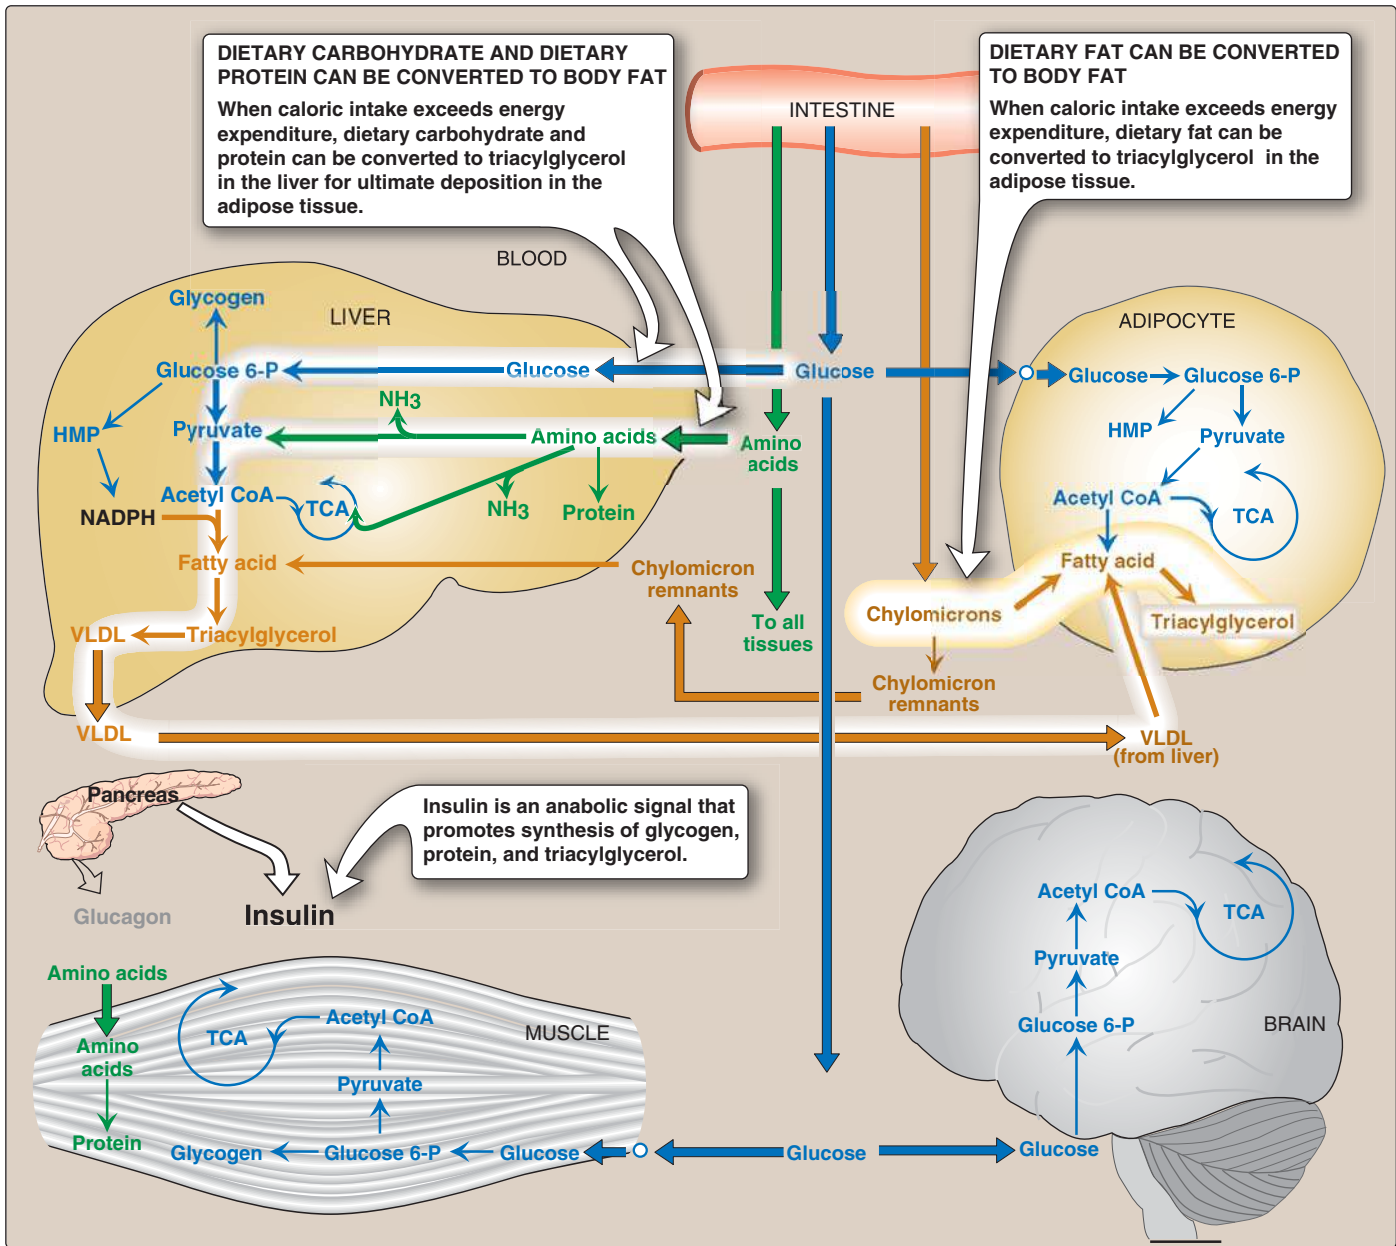 DIETARY CARBOHYDRATE AND DIETARY
PROTEIN CAN BE CONVERTED TO BODY FAT
When caloric intake exceeds energy
expenditure, dietary carbohydrate and
protein can be converted to triacylglycerol
in the liver for ultimate deposition in the
adipose tissue.
INTESTINE
DIETARY FAT CAN BE CONVERTED
TO BODY FAT
When caloric intake exceeds energy
expenditure, dietary fat can be
converted to triacylglycerol in the
adipose tissue.
BLOOD
LIVER
Glycogen
Glucose 6-P
Glucose
Glucose
HMP
Pyruvate
NH3
Amino acids
Amino
acids
Acetyl CoA
TCA
NH3
Protein
NADPH
Fatty acid
Chylomicron
remnants
VLDL
Triacylglycerol
To all
tissues
VLDL
ADIPOCYTE
Glucose
Glucose 6-P
HMP
Pyruvate
Acetyl CoA
TCA
Fatty acid
Chylomicrons
Triacylglycerol
Chylomicron
remnants
VLDL
(from liver)
Pancreas
Glucagon
Insulin
Insulin is an anabolic signal that
promotes synthesis of glycogen,
protein, and triacylglycerol.
Amino acids
Amino
acids
Protein
TCA
Acetyl CoA
MUSCLE
Pyruvate
Glycogen
Glucose 6-P
Glucose
Glucose
Acetyl CoA
TCA
Pyruvate
Glucose 6-P
BRAIN
Glucose